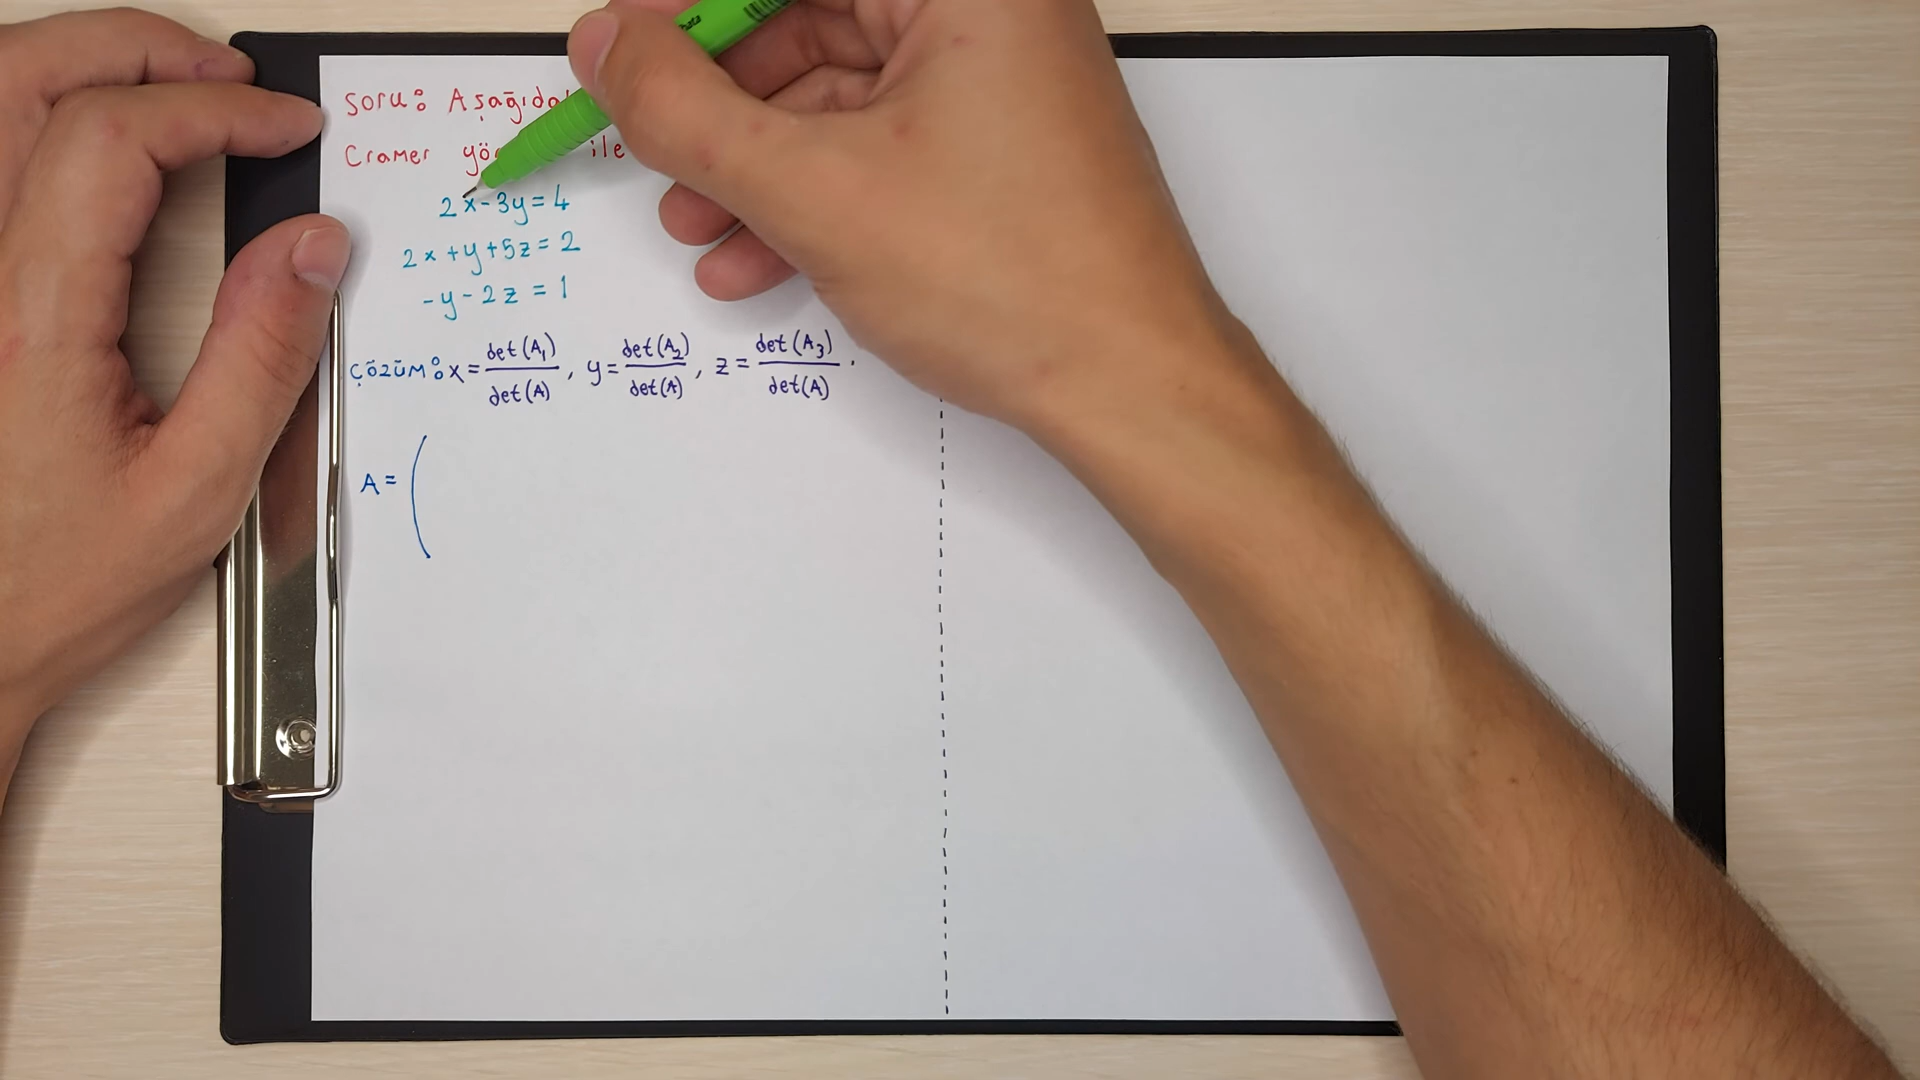 Soru: Aşağıda
Cramer ile
2x-3y=4
2x+y+5z=2
-y-2z=1
Çözüm: x=det(A₁)/det(A), y=det(A₂)/det(A), z=det(A₃)/det(A).
A=(